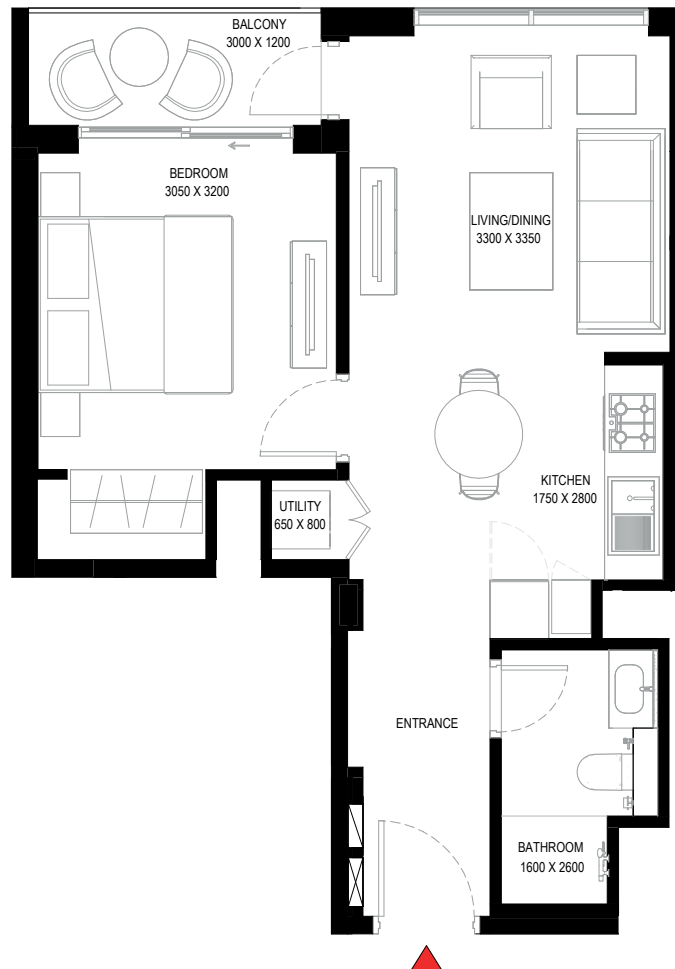 BALCONY
3000 X 1200
BEDROOM
3050 X 3200
LIVING/DINING
3300 X 3350
KITCHEN
1750 X 2800
UTILITY
650 X 800
ENTRANCE
BATHROOM
1600 X 2600